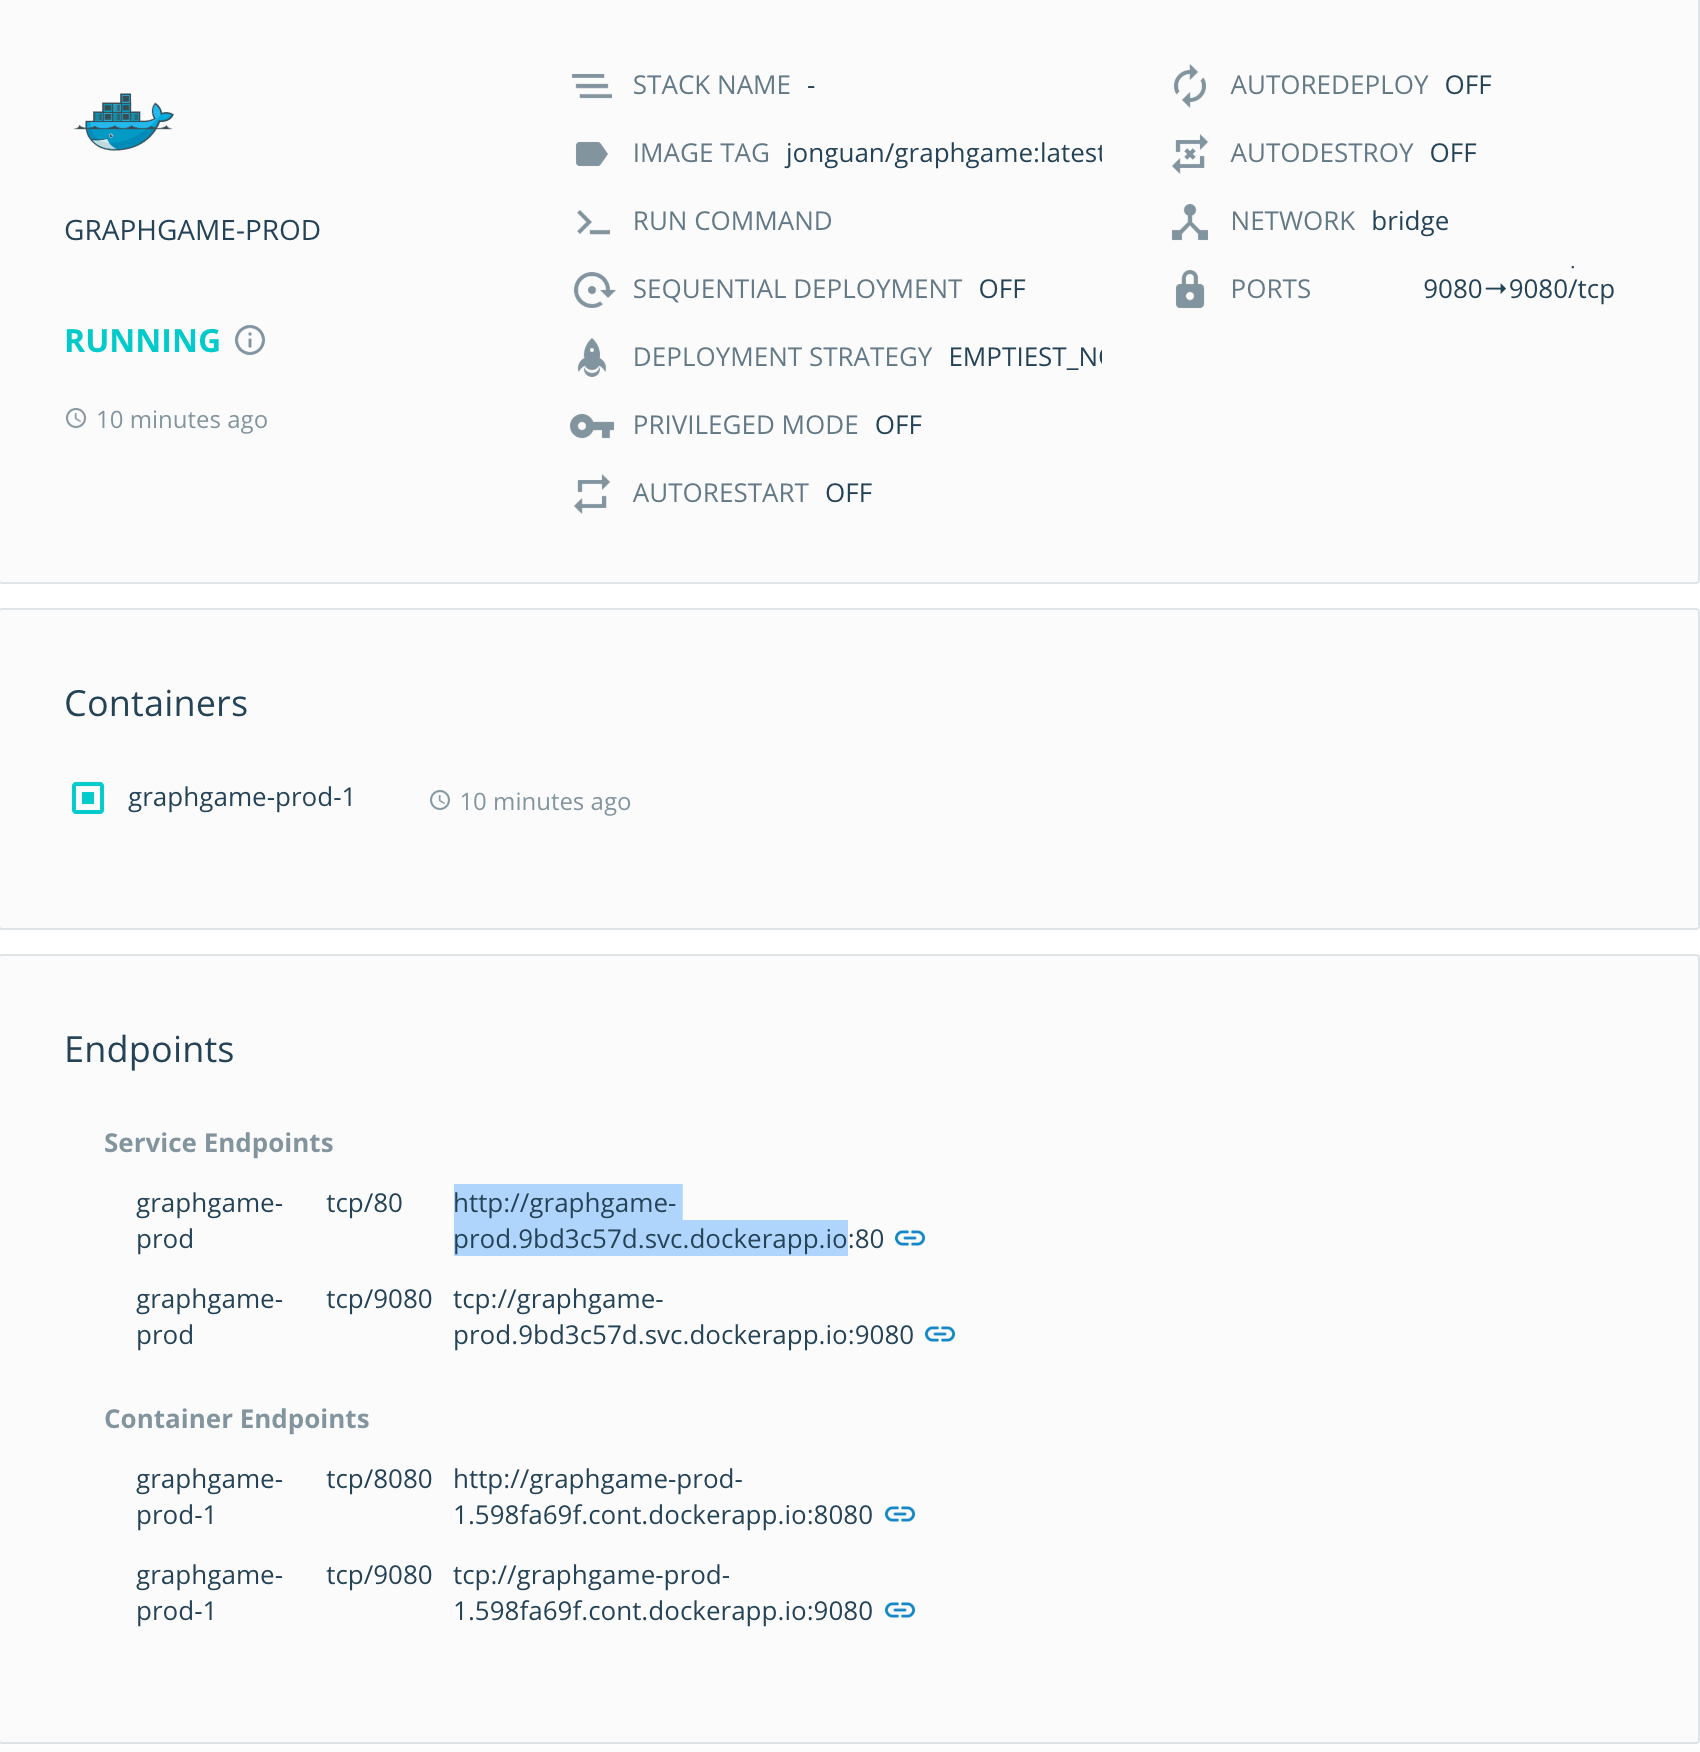 GRAPHGAME-PROD
RUNNING
10 minutes ago
STACK NAME -
IMAGE TAG jonguan/graphgame:latest
RUN COMMAND
SEQUENTIAL DEPLOYMENT OFF
DEPLOYMENT STRATEGY EMPTIEST_N
PRIVILEGED MODE OFF
AUTORESTART OFF
AUTOREDEPLOY OFF
AUTODESTROY OFF
NETWORK bridge
PORTS 9080→9080/tcp
Containers
graphgame-prod-1 10 minutes ago
Endpoints
Service Endpoints
graphgame- tcp/80 http://graphgame-
prod prod.9bd3c57d.svc.dockerapp.io:80
graphgame- tcp/9080 tcp://graphgame-
prod prod.9bd3c57d.svc.dockerapp.io:9080
Container Endpoints
graphgame- tcp/8080 http://graphgame-prod-
prod-1 1.598fa69f.cont.dockerapp.io:8080
graphgame- tcp/9080 tcp://graphgame-prod-
prod-1 1.598fa69f.cont.dockerapp.io:9080